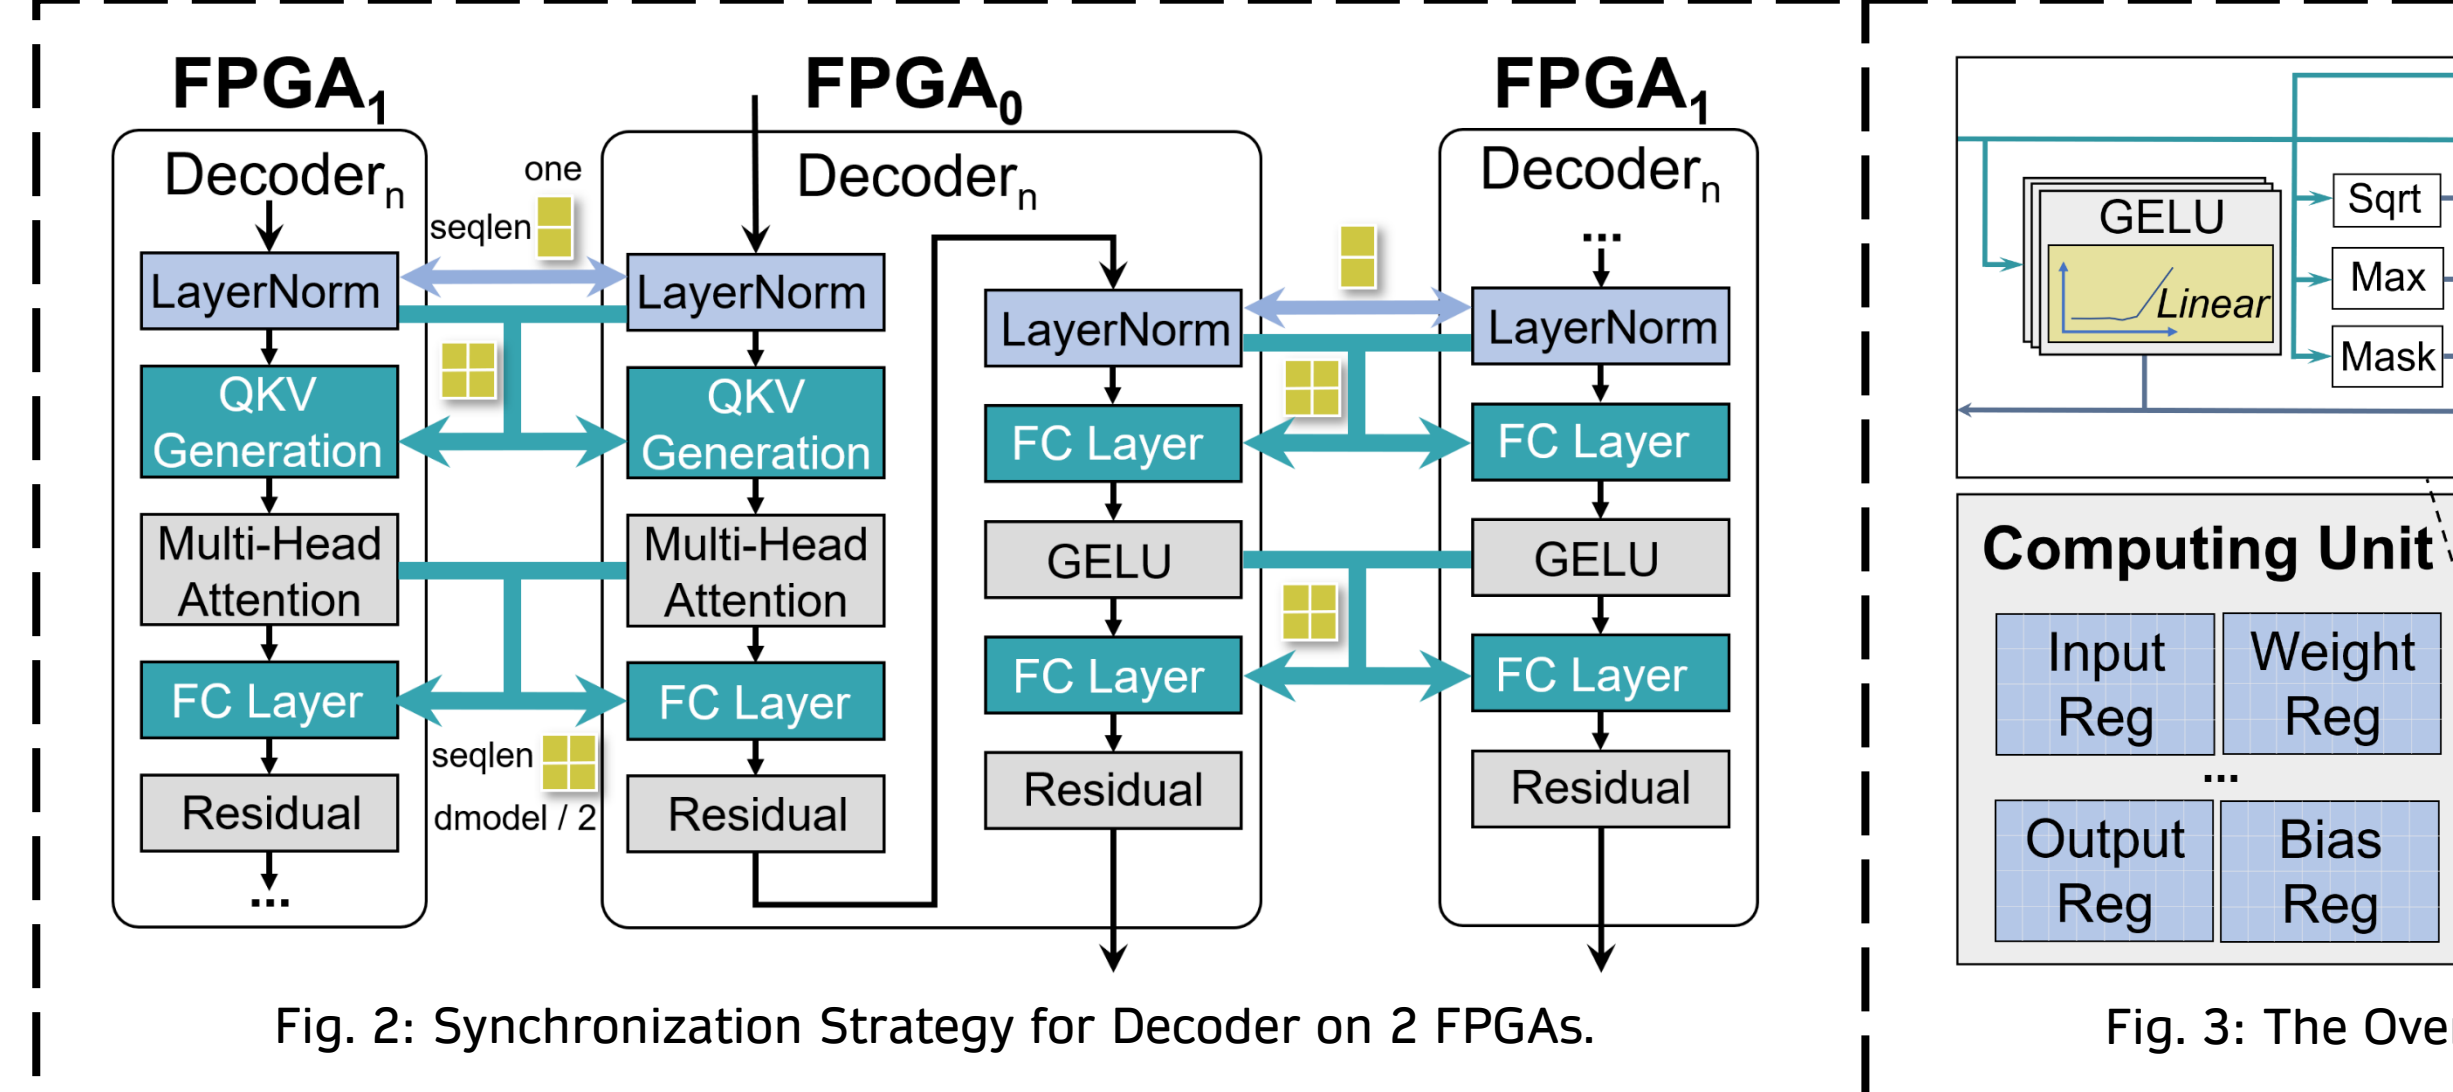 FPGA1
Decodern
LayerNorm
QKV
Generation
Multi-Head
Attention
FC Layer
Residual
...
one
seqlen
seqlen
dmodel / 2
FPGA0
Decodern
LayerNorm
QKV
Generation
Multi-Head
Attention
FC Layer
Residual
LayerNorm
FC Layer
GELU
FC Layer
Residual
FPGA1
Decodern
...
LayerNorm
FC Layer
GELU
FC Layer
Residual
Fig. 2: Synchronization Strategy for Decoder on 2 FPGAs.
GELU
Linear
Sqrt
Max
Mask
Computing Unit
Input
Reg
Weight
Reg
...
Output
Reg
Bias
Reg
Fig. 3: The Over